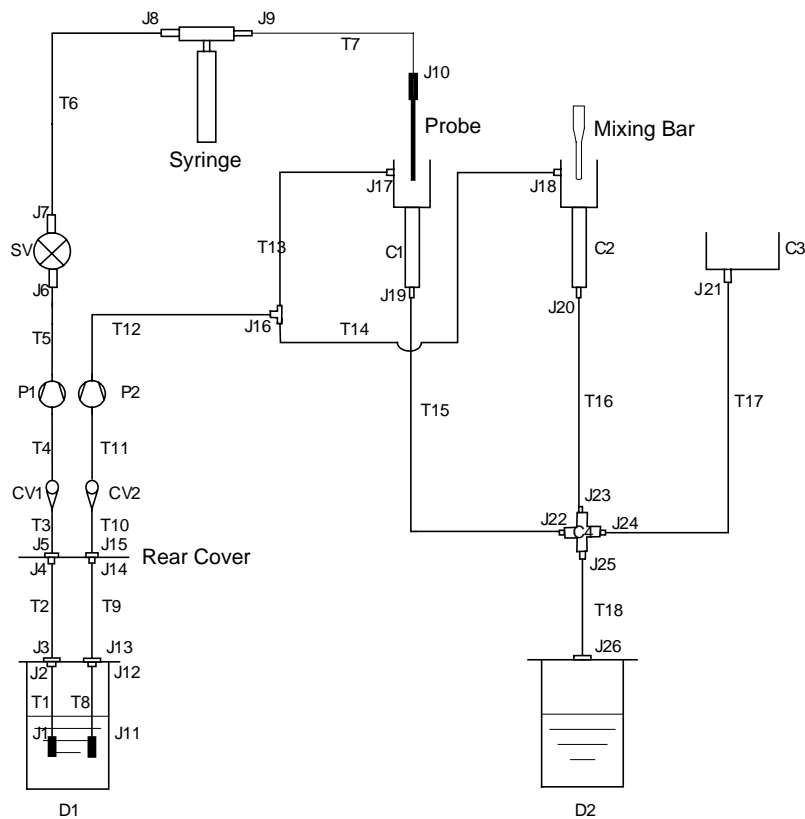 J8
J9
T7
J10
T6
Probe
Mixing Bar
Syringe
J17
J18
J7
SV
T13
C1
C2
C3
J6
J19
J20
J21
T12
J16
T14
T5
P1
P2
T15
T16
T17
T4
T11
CV1
CV2
J23
T3
T10
J22
C4
J24
J5
J15
Rear Cover
J25
J4
J14
T2
T9
T18
J3
J13
J26
J2
J12
T1
T8
J1
J11
D1
D2